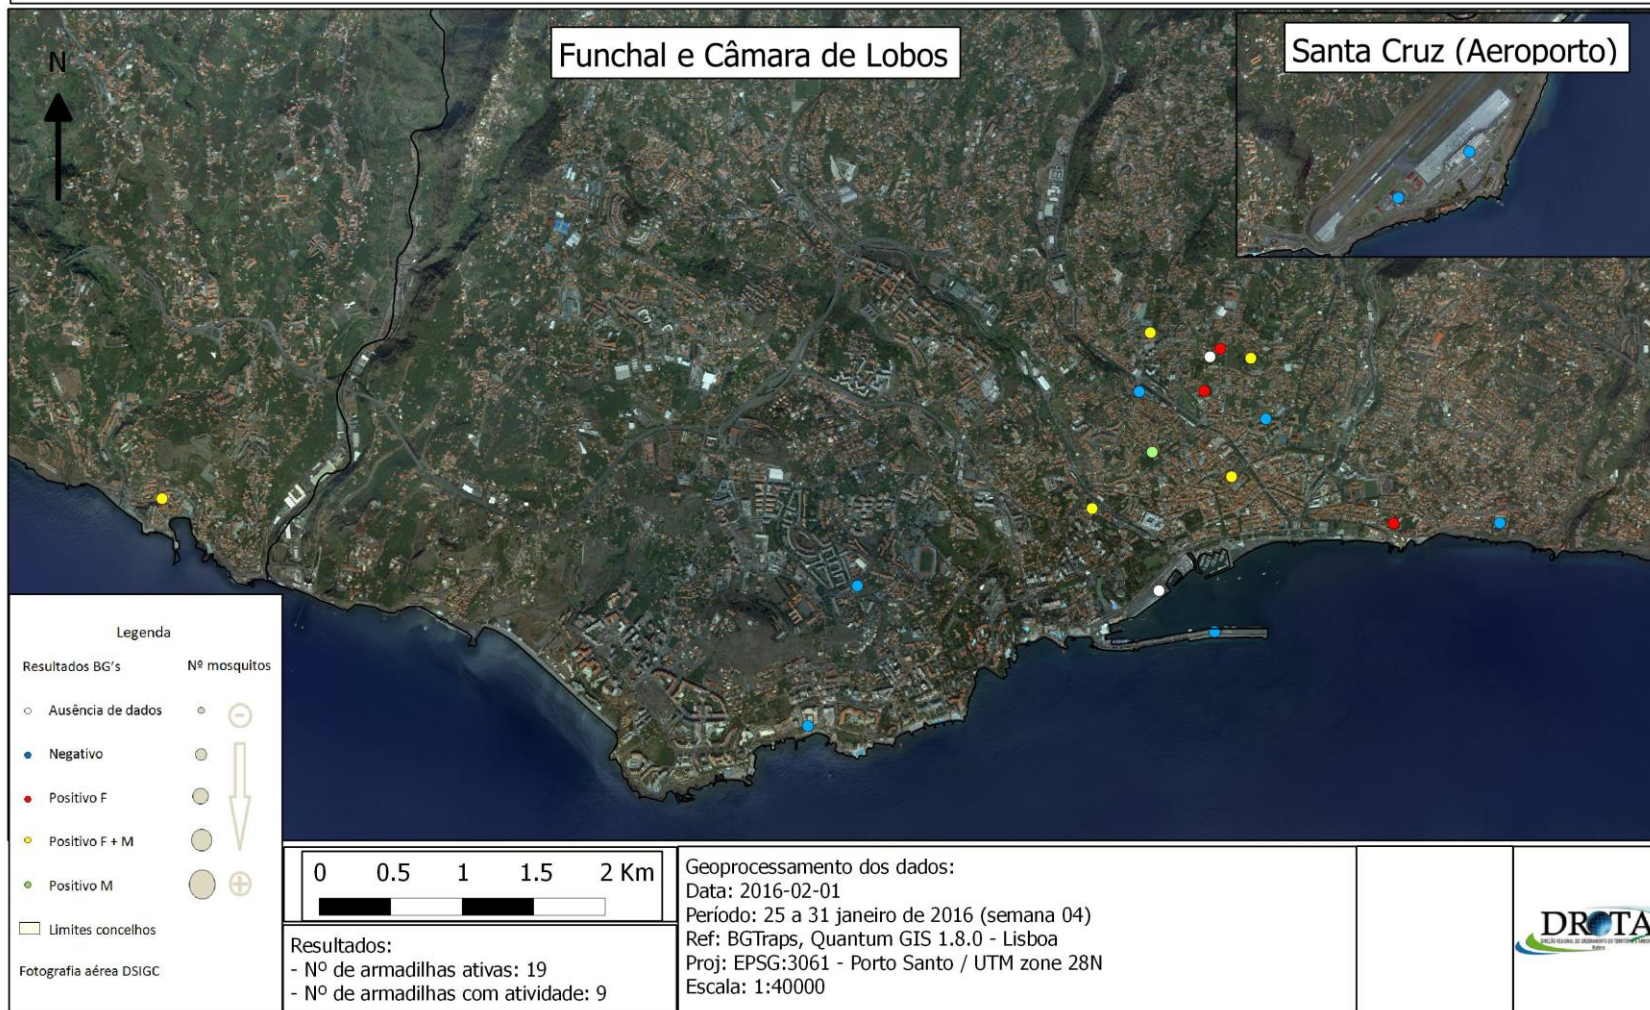 Funchal e Câmara de Lobos
Santa Cruz (Aeroporto)
N
Legenda
Resultados BG's
Nº mosquitos
Ausência de dados
Negativo
Positivo F
Positivo F + M
Positivo M
Limites concelhos
Fotografia aérea DSIGC
0 0.5 1 1.5 2 Km
Resultados:
- Nº de armadilhas ativas: 19
- Nº de armadilhas com atividade: 9
Geoprocessamento dos dados:
Data: 2016-02-01
Período: 25 a 31 janeiro de 2016 (semana 04)
Ref: BGTraps, Quantum GIS 1.8.0 - Lisboa
Proj: EPSG:3061 - Porto Santo / UTM zone 28N
Escala: 1:40000
DROTA